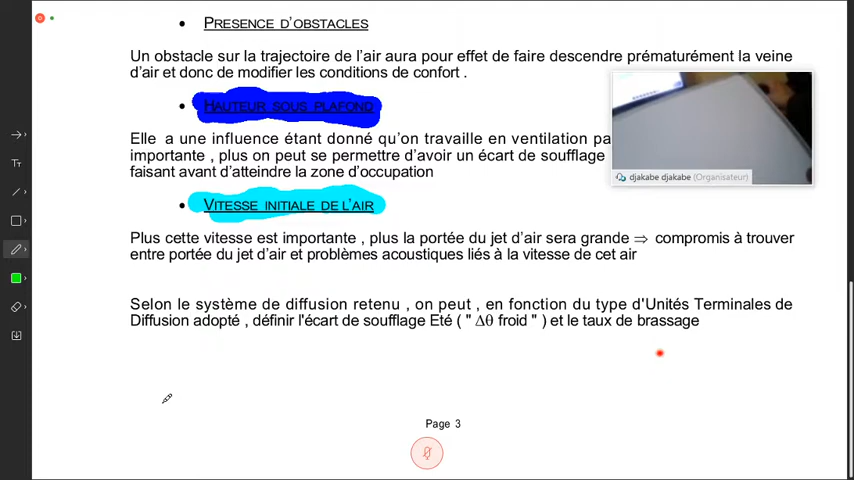 • PRESENCE D'OBSTACLES
Un obstacle sur la trajectoire de l'air aura pour effet de faire descendre prématurément la veine
d'air et donc de modifier les conditions de confort .
• HAUTEUR SOUS PLAFOND
Elle a une influence étant donné qu'on travaille en ventilation pa
importante , plus on peut se permettre d'avoir un écart de soufflage
faisant avant d'atteindre la zone d'occupation
djakabe djakabe (Organisateur)
• VITESSE INITIALE DE L'AIR
Plus cette vitesse est importante , plus la portée du jet d'air sera grande ⇒ compromis à trouver
entre portée du jet d'air et problèmes acoustiques liés à la vitesse de cet air
Selon le système de diffusion retenu , on peut , en fonction du type d'Unités Terminales de
Diffusion adopté , définir l'écart de soufflage Eté ( " Δθ froid " ) et le taux de brassage
Page 3